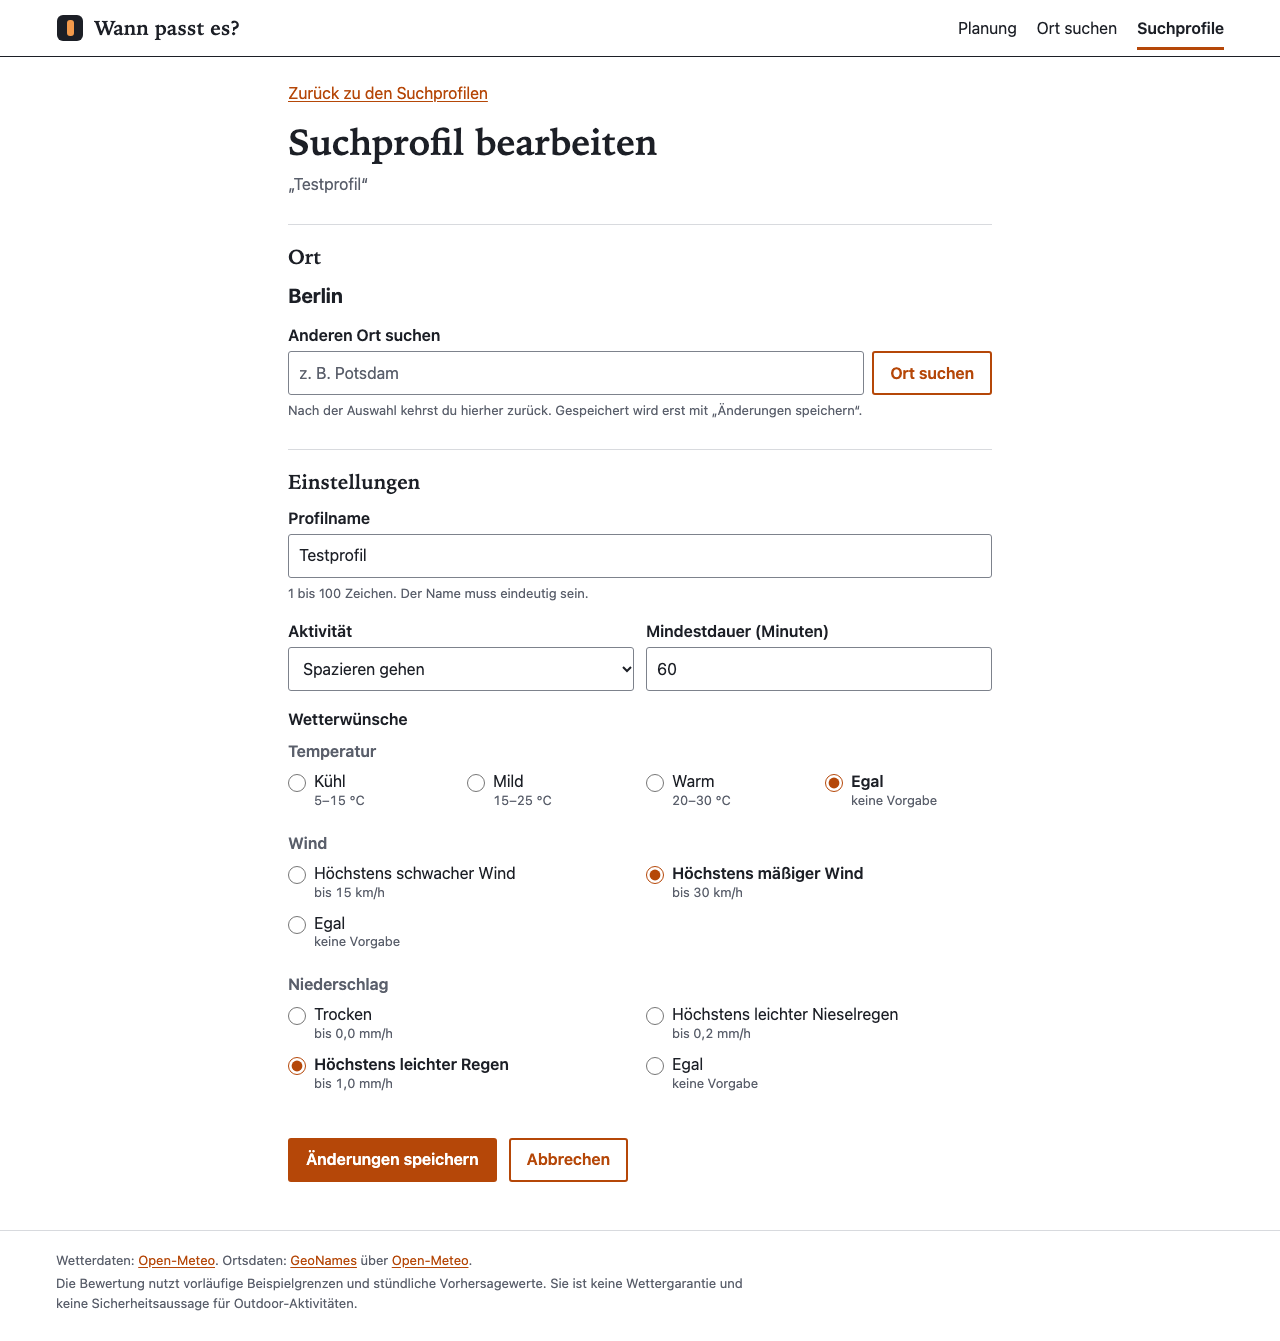 Wann passt es?
Planung Ort suchen Suchprofile
Zurück zu den Suchprofilen
Suchprofil bearbeiten
„Testprofil“
Ort
Berlin
Anderen Ort suchen
z. B. Potsdam Ort suchen
Nach der Auswahl kehrst du hierher zurück. Gespeichert wird erst mit „Änderungen speichern“.
Einstellungen
Profilname
Testprofil
1 bis 100 Zeichen. Der Name muss eindeutig sein.
Aktivität Mindestdauer (Minuten)
Spazieren gehen 60
Wetterwünsche
Temperatur
Kühl Mild Warm Egal
5–15 °C 15–25 °C 20–30 °C keine Vorgabe
Wind
Höchstens schwacher Wind Höchstens mäßiger Wind
bis 15 km/h bis 30 km/h
Egal
keine Vorgabe
Niederschlag
Trocken Höchstens leichter Nieselregen
bis 0,0 mm/h bis 0,2 mm/h
Höchstens leichter Regen Egal
bis 1,0 mm/h keine Vorgabe
Änderungen speichern Abbrechen
Wetterdaten: Open-Meteo. Ortsdaten: GeoNames über Open-Meteo.
Die Bewertung nutzt vorläufige Beispielgrenzen und stündliche Vorhersagewerte. Sie ist keine Wettergarantie und
keine Sicherheitsaussage für Outdoor-Aktivitäten.